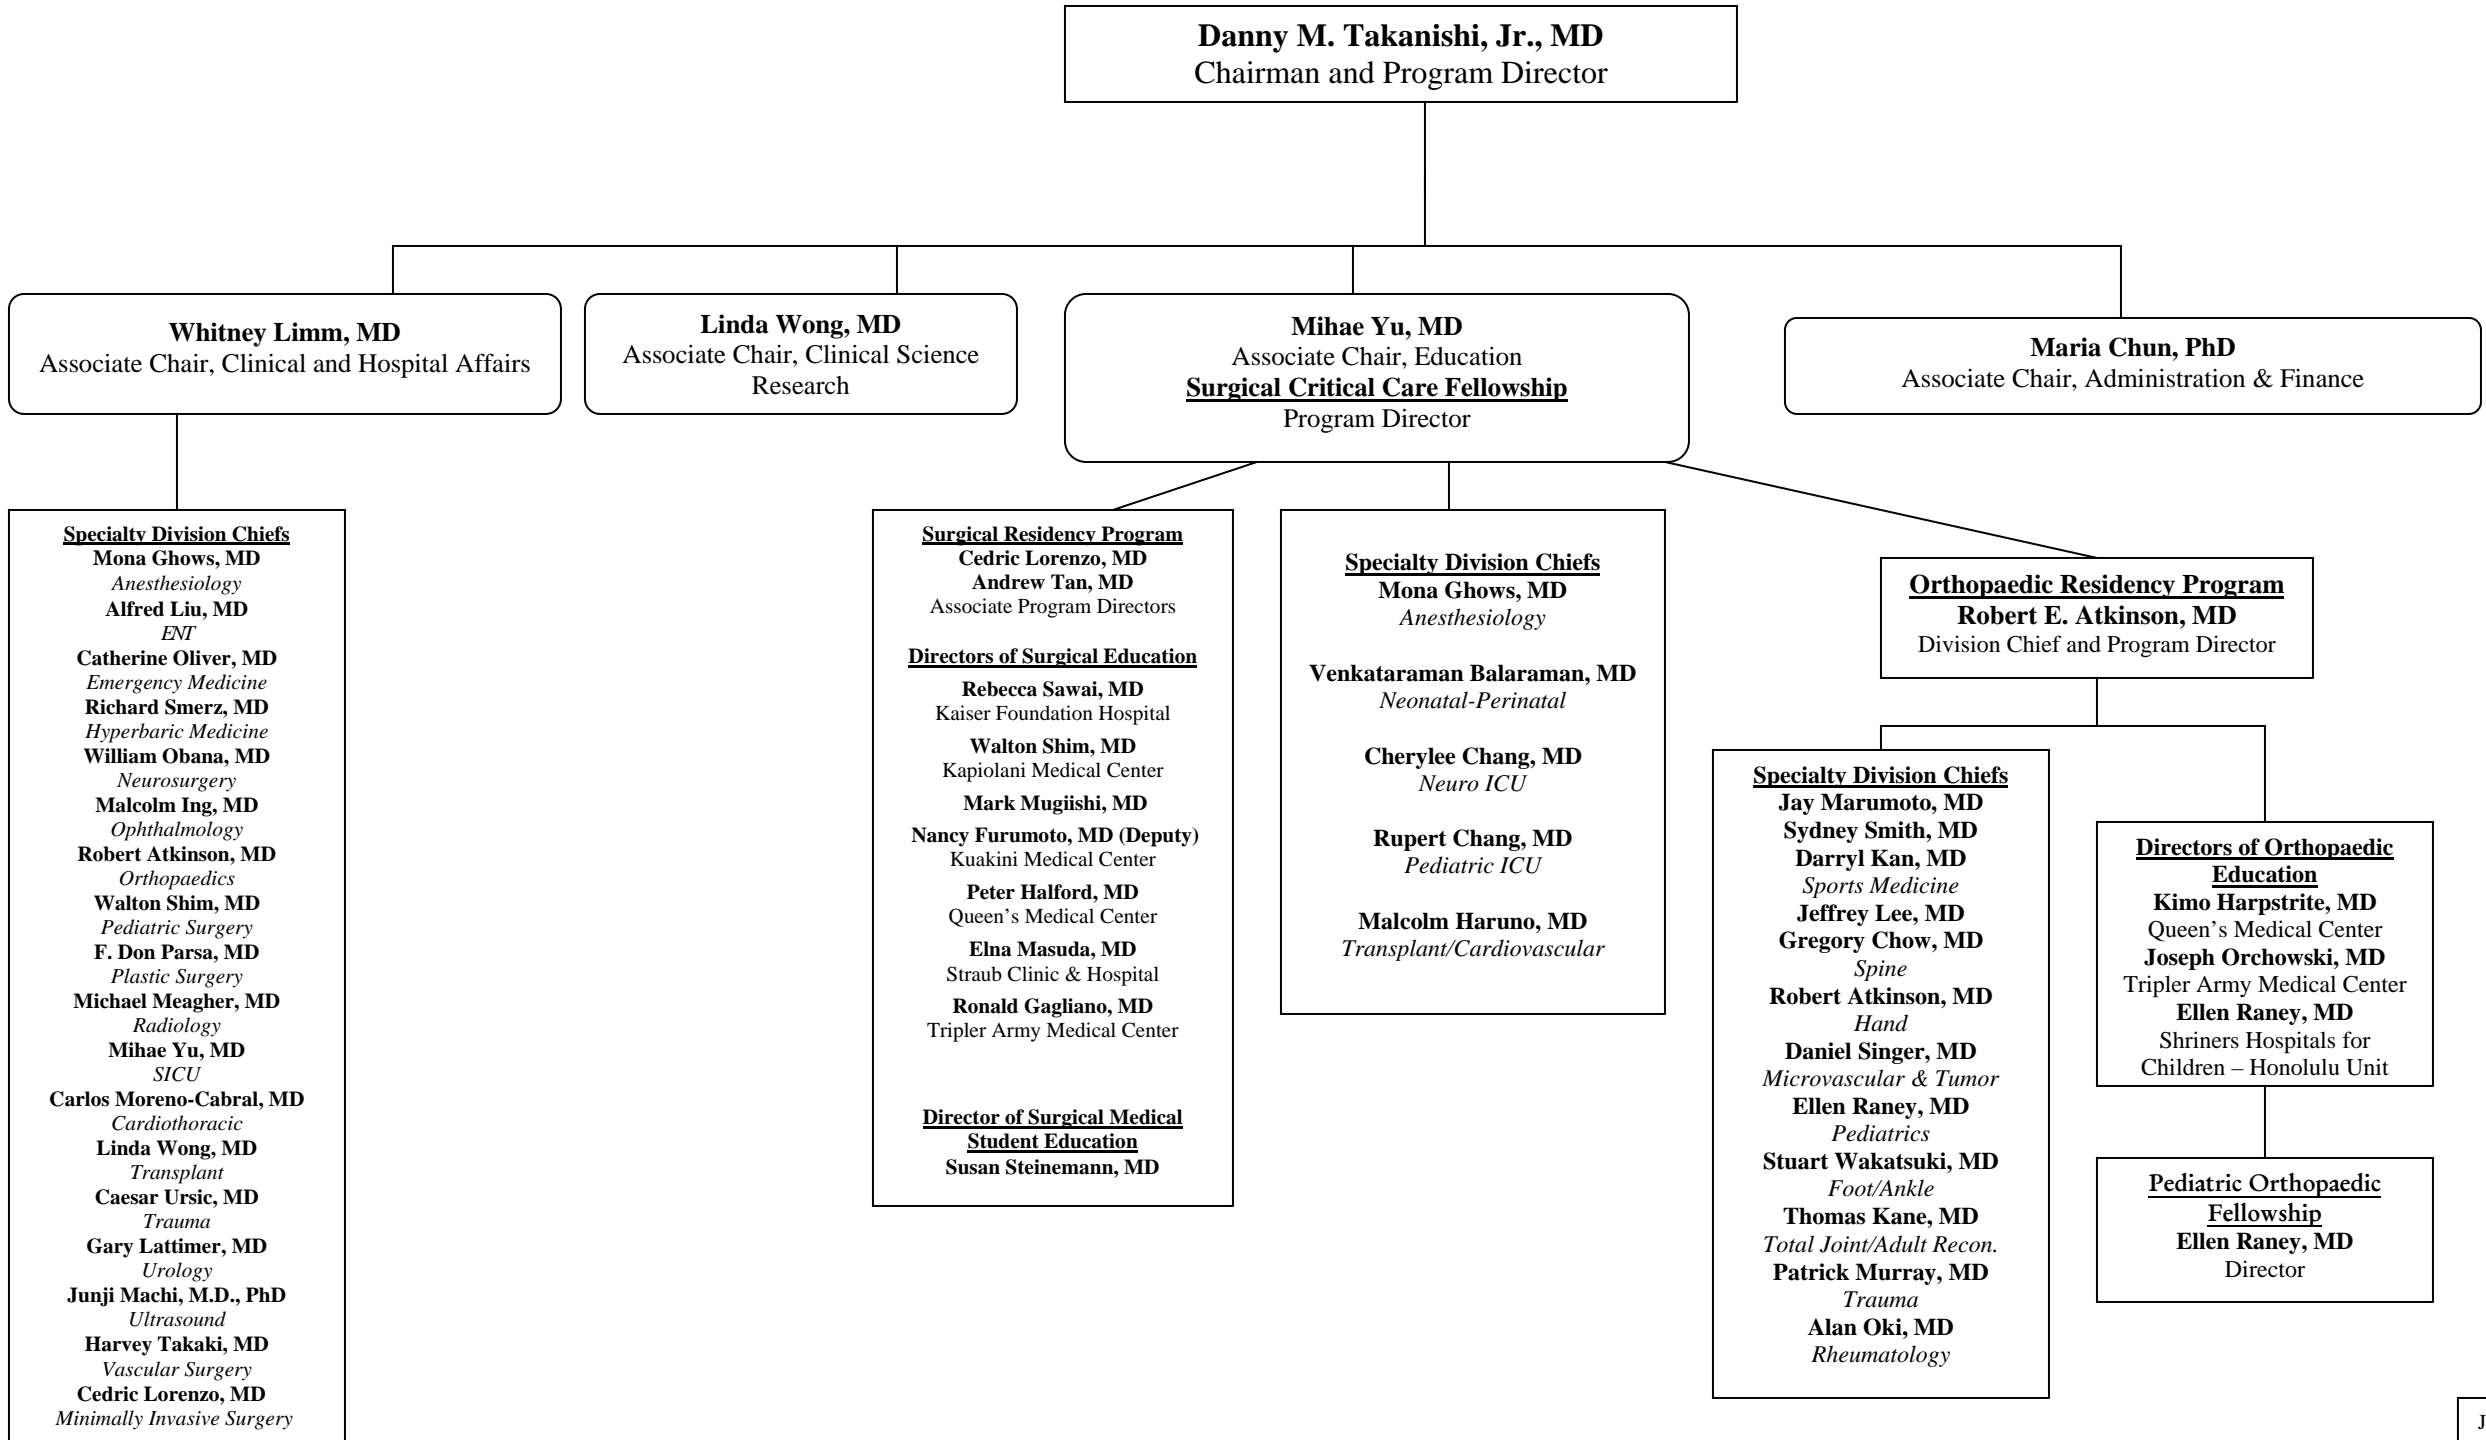 Danny M. Takanishi, Jr., MD
Chairman and Program Director
Whitney Limm, MD
Associate Chair, Clinical and Hospital Affairs
Linda Wong, MD
Associate Chair, Clinical Science
Research
Mihae Yu, MD
Associate Chair, Education
Surgical Critical Care Fellowship
Program Director
Maria Chun, PhD
Associate Chair, Administration & Finance
Specialty Division Chiefs
Mona Ghows, MD
Anesthesiology
Alfred Liu, MD
ENT
Catherine Oliver, MD
Emergency Medicine
Richard Smerz, MD
Hyperbaric Medicine
William Obana, MD
Neurosurgery
Malcolm Ing, MD
Ophthalmology
Robert Atkinson, MD
Orthopaedics
Walton Shim, MD
Pediatric Surgery
F. Don Parsa, MD
Plastic Surgery
Michael Meagher, MD
Radiology
Mihae Yu, MD
SICU
Carlos Moreno-Cabral, MD
Cardiothoracic
Linda Wong, MD
Transplant
Caesar Ursic, MD
Trauma
Gary Lattimer, MD
Urology
Junji Machi, M.D., PhD
Ultrasound
Harvey Takaki, MD
Vascular Surgery
Cedric Lorenzo, MD
Minimally Invasive Surgery
Surgical Residency Program
Cedric Lorenzo, MD
Andrew Tan, MD
Associate Program Directors
Directors of Surgical Education
Rebecca Sawai, MD
Kaiser Foundation Hospital
Walton Shim, MD
Kapiolani Medical Center
Mark Mugiishi, MD
Nancy Furumoto, MD (Deputy)
Kuakini Medical Center
Peter Halford, MD
Queen’s Medical Center
Elna Masuda, MD
Straub Clinic & Hospital
Ronald Gagliano, MD
Tripler Army Medical Center
Director of Surgical Medical
Student Education
Susan Steinemann, MD
Specialty Division Chiefs
Mona Ghows, MD
Anesthesiology
Venkataraman Balaraman, MD
Neonatal-Perinatal
Cherylee Chang, MD
Neuro ICU
Rupert Chang, MD
Pediatric ICU
Malcolm Haruno, MD
Transplant/Cardiovascular
Orthopaedic Residency Program
Robert E. Atkinson, MD
Division Chief and Program Director
Specialty Division Chiefs
Jay Marumoto, MD
Sydney Smith, MD
Darryl Kan, MD
Sports Medicine
Jeffrey Lee, MD
Gregory Chow, MD
Spine
Robert Atkinson, MD
Hand
Daniel Singer, MD
Microvascular & Tumor
Ellen Raney, MD
Pediatrics
Stuart Wakatsuki, MD
Foot/Ankle
Thomas Kane, MD
Total Joint/Adult Recon.
Patrick Murray, MD
Trauma
Alan Oki, MD
Rheumatology
Directors of Orthopaedic
Education
Kimo Harpstrite, MD
Queen’s Medical Center
Joseph Orchowski, MD
Tripler Army Medical Center
Ellen Raney, MD
Shriners Hospitals for
Children – Honolulu Unit
Pediatric Orthopaedic
Fellowship
Ellen Raney, MD
Director